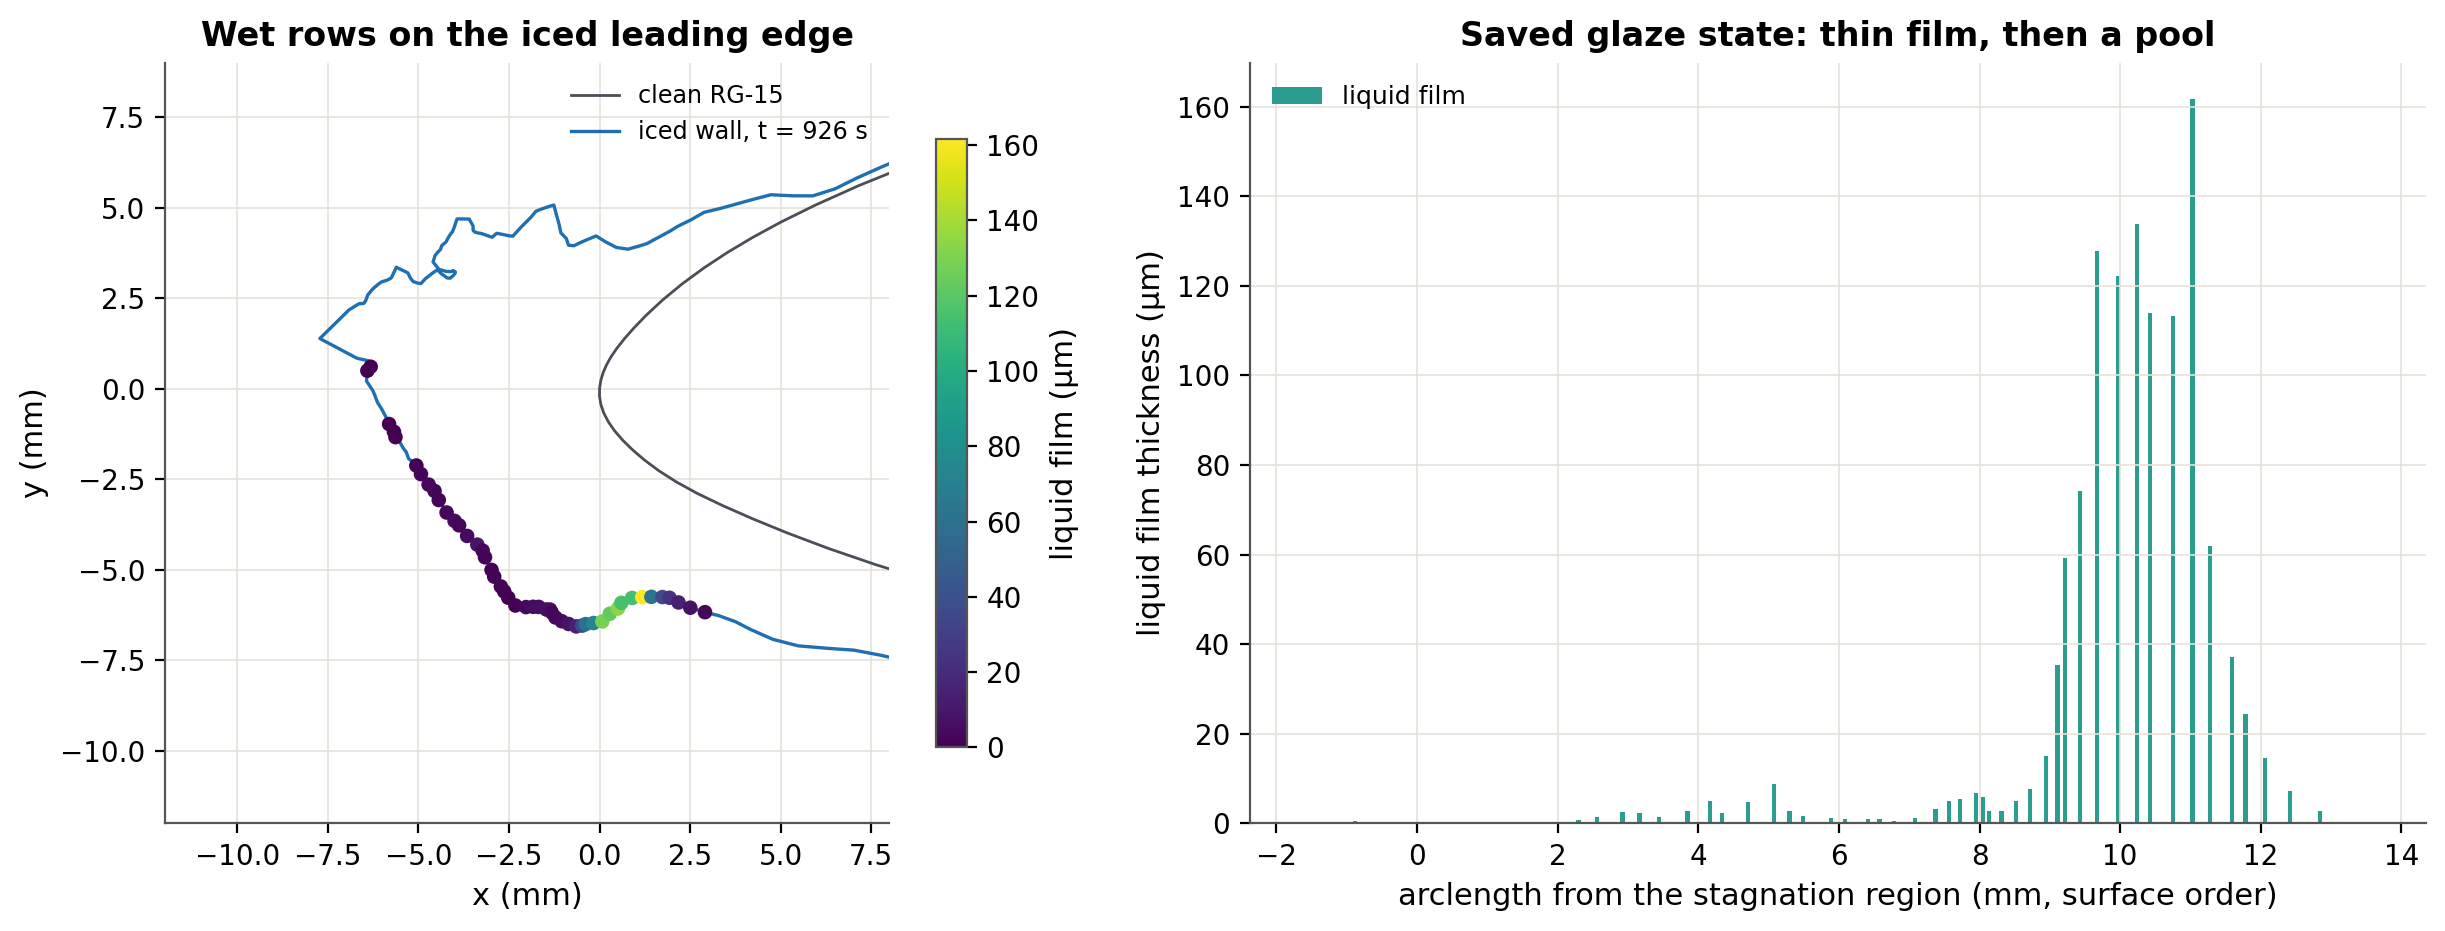 Wet rows on the iced leading edge
clean RG-15
iced wall, t = 926 s
7.5
5.0
2.5
0.0
−2.5
−5.0
−7.5
−10.0
y (mm)
−10.0 −7.5 −5.0 −2.5 0.0 2.5 5.0 7.5
x (mm)
160
140
120
100
80
60
40
20
0
liquid film (µm)
Saved glaze state: thin film, then a pool
liquid film
160
140
120
100
80
60
40
20
0
liquid film thickness (µm)
−2 0 2 4 6 8 10 12 14
arclength from the stagnation region (mm, surface order)